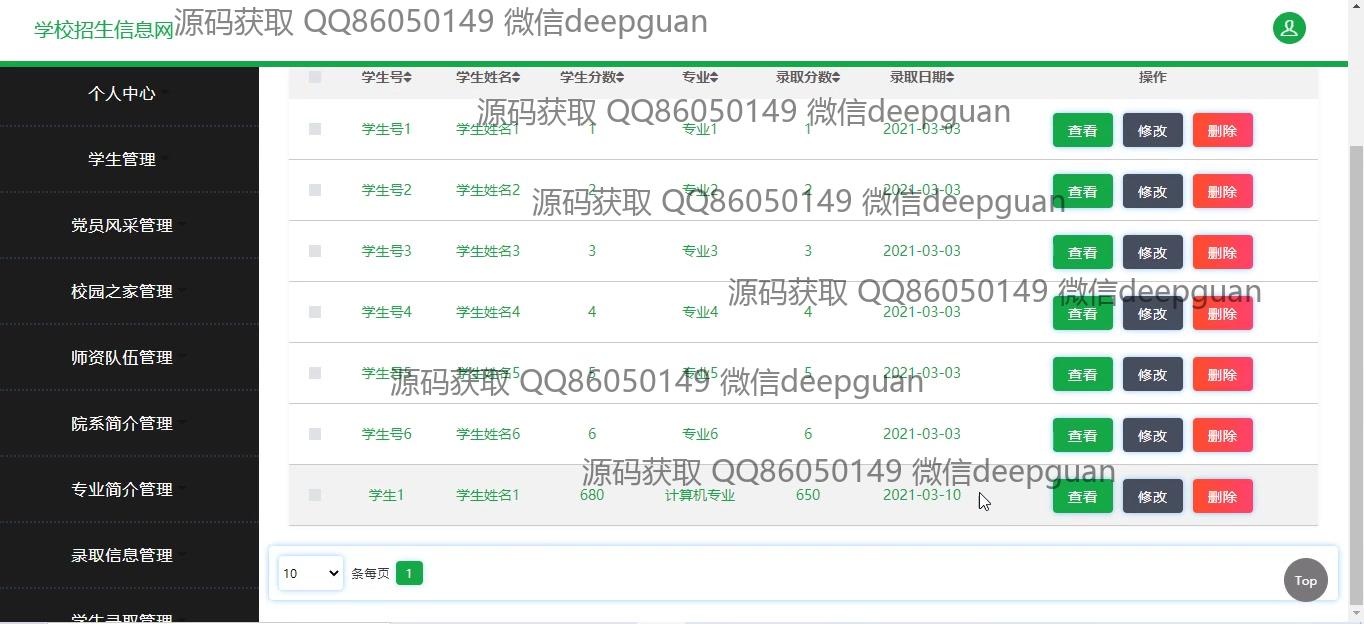 学校招生信息网
源码获取 QQ86050149 微信deepguan
个人中心
学生管理
党员风采管理
校园之家管理
师资队伍管理
院系简介管理
专业简介管理
录取信息管理
学生录取管理
学生号 学生姓名 学生分数 专业 录取分数 录取日期 操作
源码获取 QQ86050149 微信deepguan
学生号1 学生姓名1 1 专业1 1 2021-03-03 查看 修改 删除
学生号2 学生姓名2 2 专业2 2 2021-03-03 查看 修改 删除
源码获取 QQ86050149 微信deepguan
学生号3 学生姓名3 3 专业3 3 2021-03-03 查看 修改 删除
源码获取 QQ86050149 微信deepguan
学生号4 学生姓名4 4 专业4 4 2021-03-03 查看 修改 删除
学生号5 学生姓名5 5 专业5 5 2021-03-03 查看 修改 删除
源码获取 QQ86050149 微信deepguan
学生号6 学生姓名6 6 专业6 6 2021-03-03 查看 修改 删除
源码获取 QQ86050149 微信deepguan
学生1 学生姓名1 680 计算机专业 650 2021-03-10 查看 修改 删除
10 条每页 1
Top